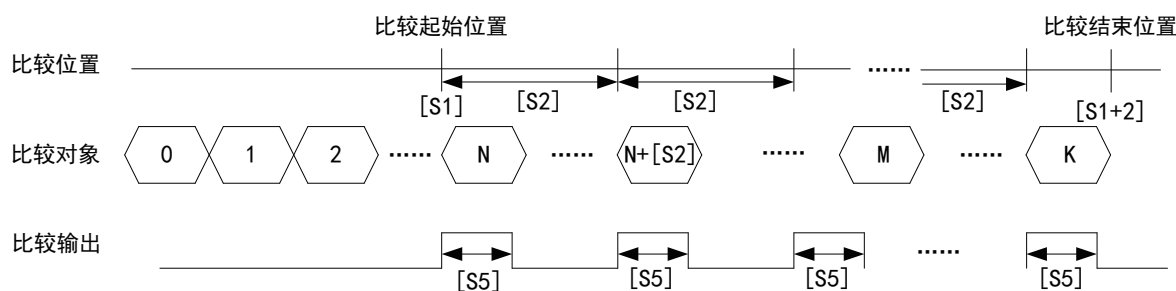 比较起始位置 比较结束位置
比较位置 ……
[S1] [S2] [S2] [S2] [S1+2]
比较对象 0 1 2 …… N …… N+[S2] …… M …… K
比较输出 ……
[S5] [S5] [S5] [S5]